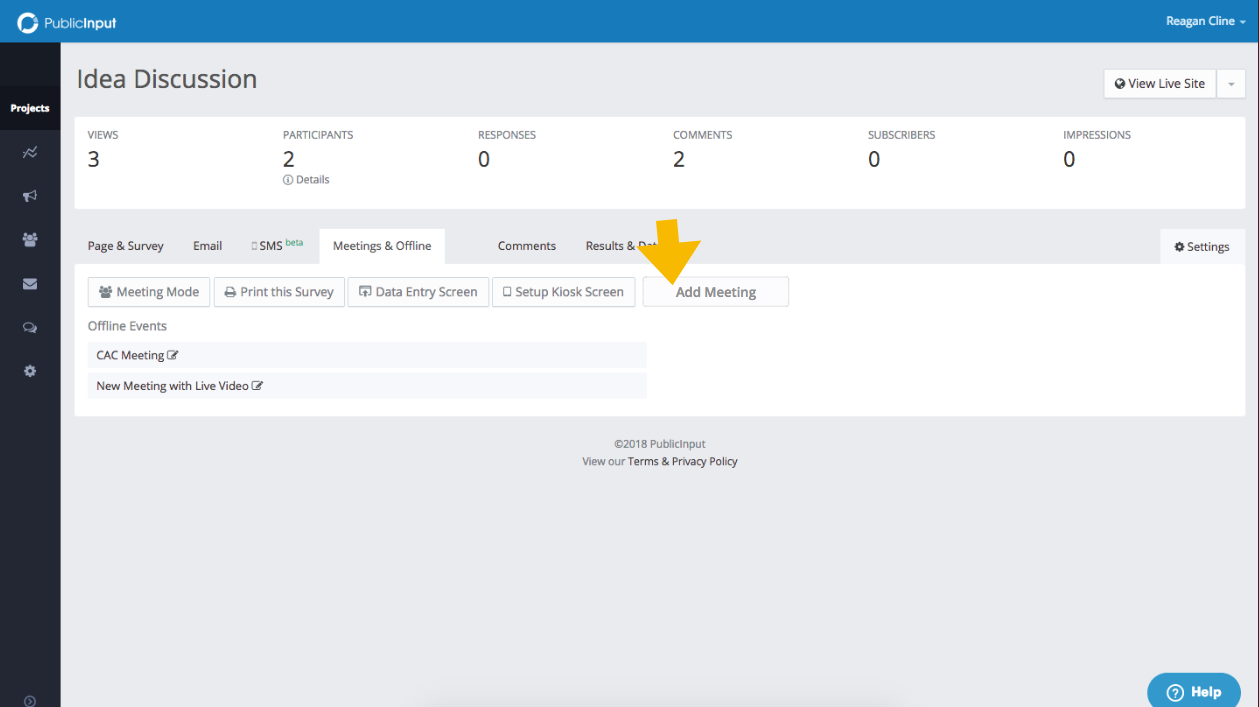 PublicInput
Reagan Cline
Projects
Idea Discussion
View Live Site
VIEWS
3
PARTICIPANTS
2
Details
RESPONSES
0
COMMENTS
2
SUBSCRIBERS
0
IMPRESSIONS
0
Page & Survey Email SMS beta Meetings & Offline Comments Results & Dat
Settings
Meeting Mode Print this Survey Data Entry Screen Setup Kiosk Screen Add Meeting
Offline Events
CAC Meeting
New Meeting with Live Video
©2018 PublicInput
View our Terms & Privacy Policy
Help